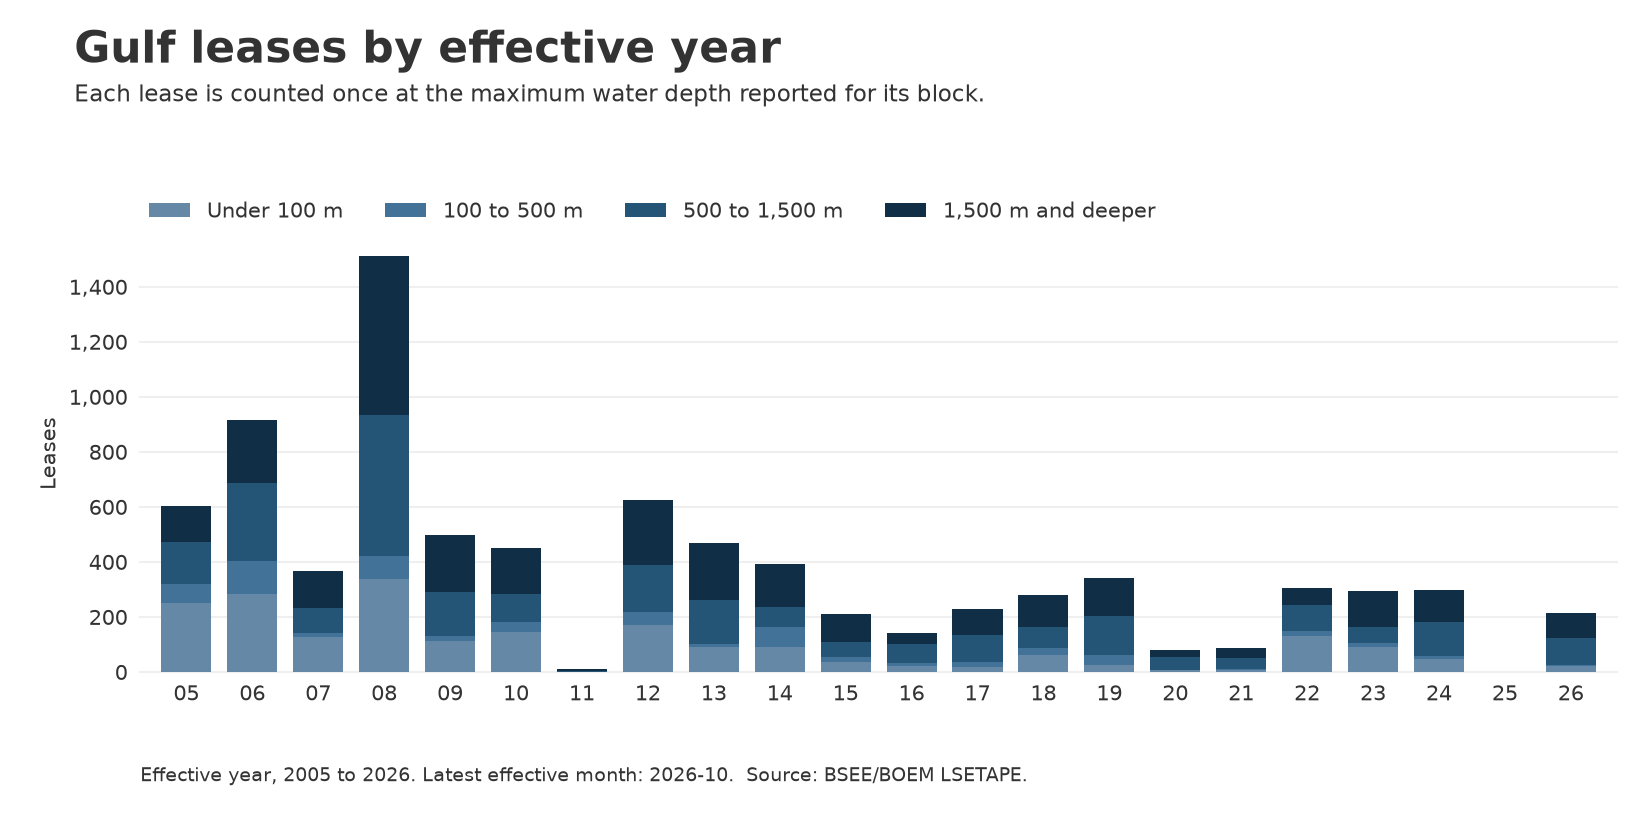 Gulf leases by effective year
Each lease is counted once at the maximum water depth reported for its block.
Under 100 m 100 to 500 m 500 to 1,500 m 1,500 m and deeper
Leases
1,400
1,200
1,000
800
600
400
200
0
05 06 07 08 09 10 11 12 13 14 15 16 17 18 19 20 21 22 23 24 25 26
Effective year, 2005 to 2026. Latest effective month: 2026-10. Source: BSEE/BOEM LSETAPE.